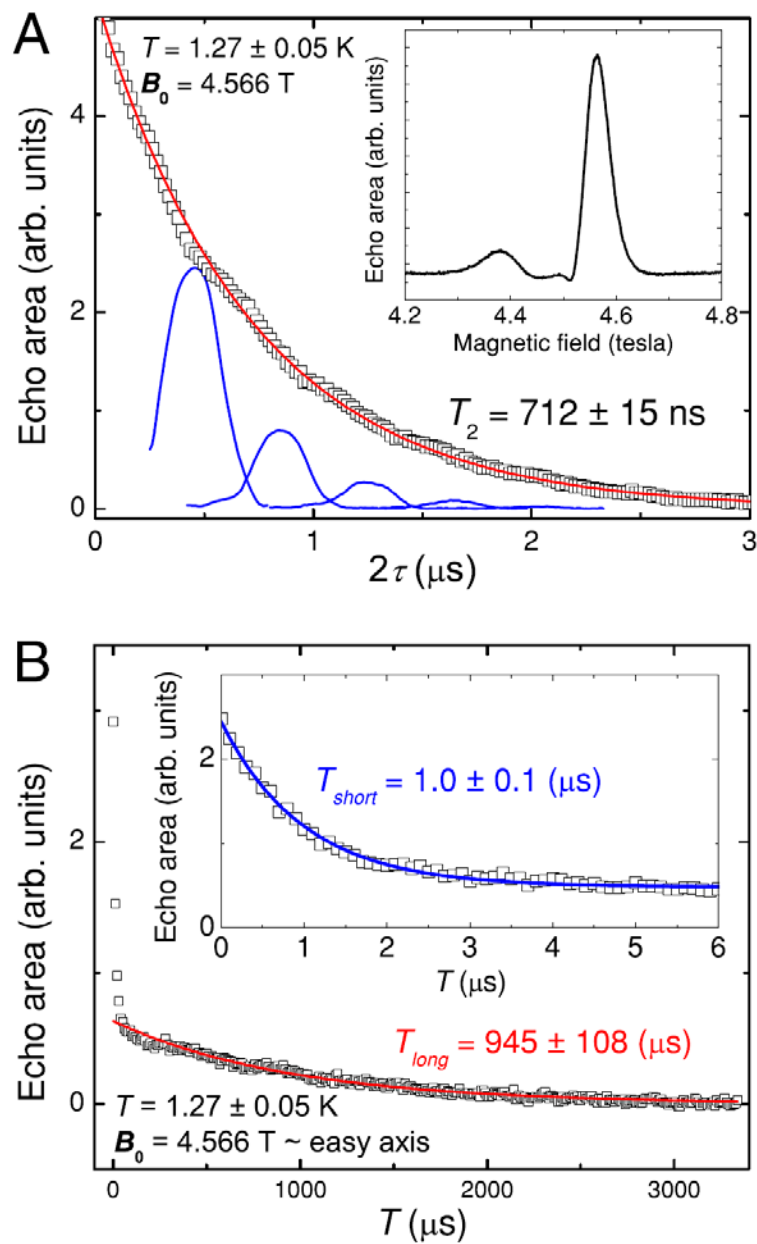 A
T = 1.27 ± 0.05 K
B0 = 4.566 T
Echo area (arb. units)
4
2
0
0 1 2 3
2τ (μs)
T2 = 712 ± 15 ns
Echo area (arb. units)
4.2 4.4 4.6 4.8
Magnetic field (tesla)
B
Echo area (arb. units)
2
0
0 1000 2000 3000
T (μs)
Echo area (arb. units)
2
0
0 1 2 3 4 5 6
T (μs)
Tshort = 1.0 ± 0.1 (μs)
Tlong = 945 ± 108 (μs)
T = 1.27 ± 0.05 K
B0 = 4.566 T ~ easy axis